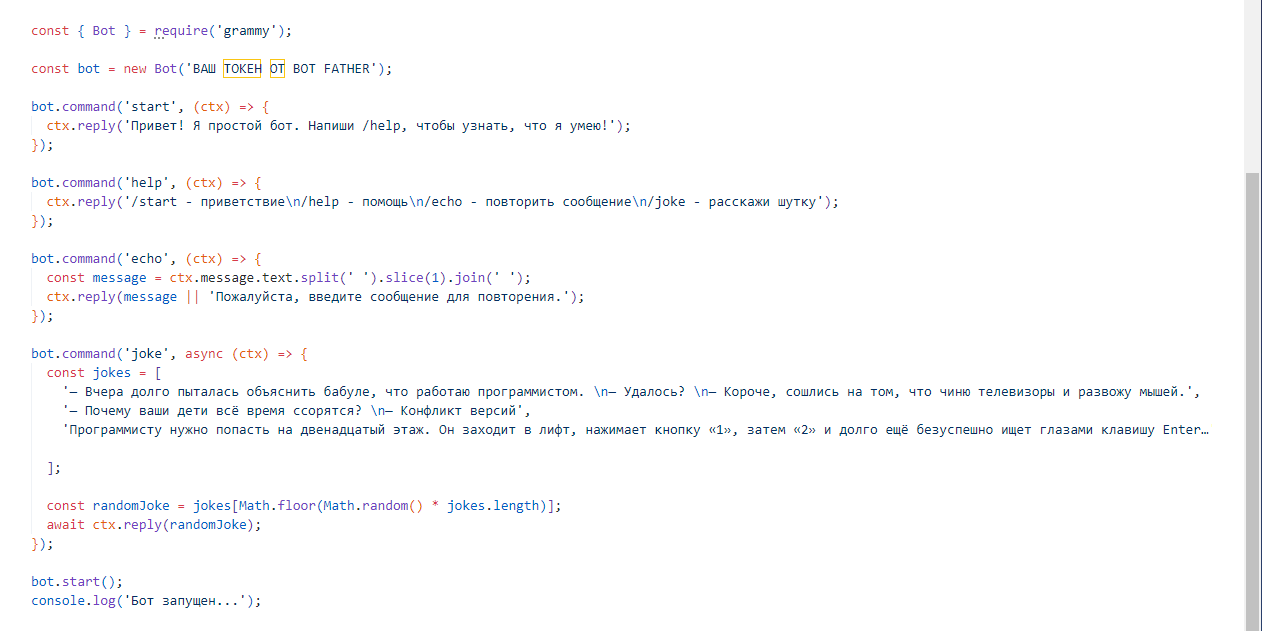 const { Bot } = require('grammy');
const bot = new Bot('ВАШ ТОКЕН ОТ BOT FATHER');
bot.command('start', (ctx) => {
  ctx.reply('Привет! Я простой бот. Напиши /help, чтобы узнать, что я умею!');
});
bot.command('help', (ctx) => {
  ctx.reply('/start - приветствие\n/help - помощь\n/echo - повторить сообщение\n/joke - расскажи шутку');
});
bot.command('echo', (ctx) => {
  const message = ctx.message.text.split(' ').slice(1).join(' ');
  ctx.reply(message || 'Пожалуйста, введите сообщение для повторения.');
});
bot.command('joke', async (ctx) => {
  const jokes = [
    '— Вчера долго пыталась объяснить бабуле, что работаю программистом. \n— Удалось? \n— Короче, сошлись на том, что чиню телевизоры и развожу мышей.',
    '— Почему ваши дети всё время ссорятся? \n— Конфликт версий',
    'Программисту нужно попасть на двенадцатый этаж. Он заходит в лифт, нажимает кнопку «1», затем «2» и долго ещё безуспешно ищет глазами клавишу Enter…
  ];
  const randomJoke = jokes[Math.floor(Math.random() * jokes.length)];
  await ctx.reply(randomJoke);
});
bot.start();
console.log('Бот запущен...');